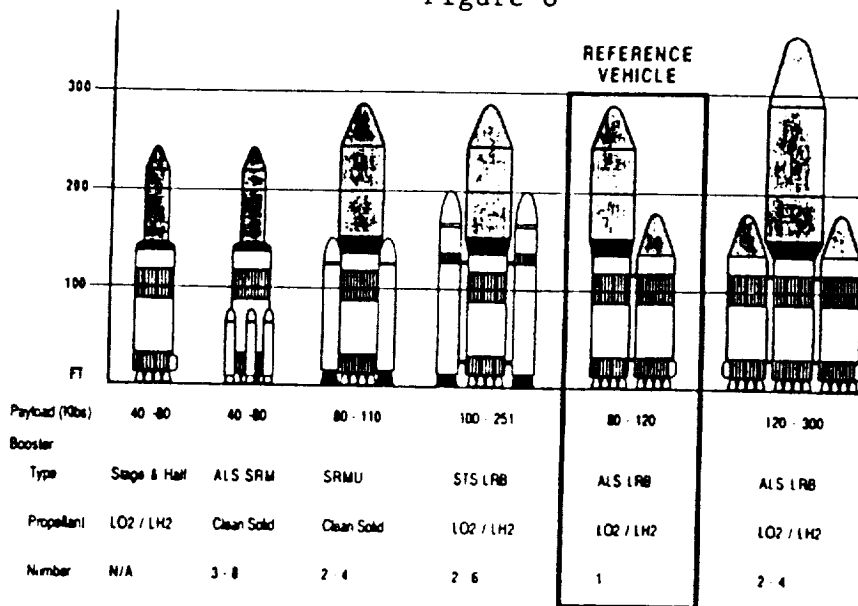 Figure 6
REFERENCE
VEHICLE
300
200
100
FT
Payload (Klbs) 40 -80 40 -80 80 - 110 100 - 251 80 - 120 120 - 300
Booster
Type Stage & Half ALS SRM SRMU STS LRB ALS LRB ALS LRB
Propellant LO2 / LH2 Clean Solid Clean Solid LO2 / LH2 LO2 / LH2 LO2 / LH2
Number N/A 3 - 8 2 - 4 2 - 6 1 2 - 4